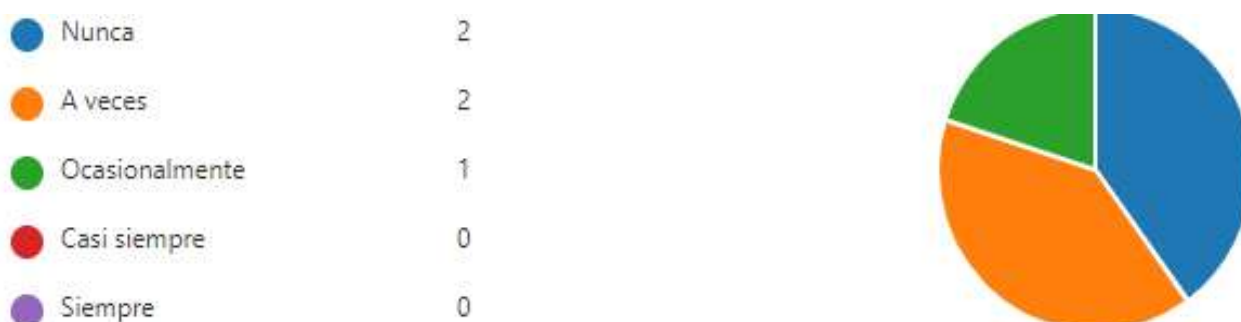 Nunca 2
A veces 2
Ocasionalmente 1
Casi siempre 0
Siempre 0